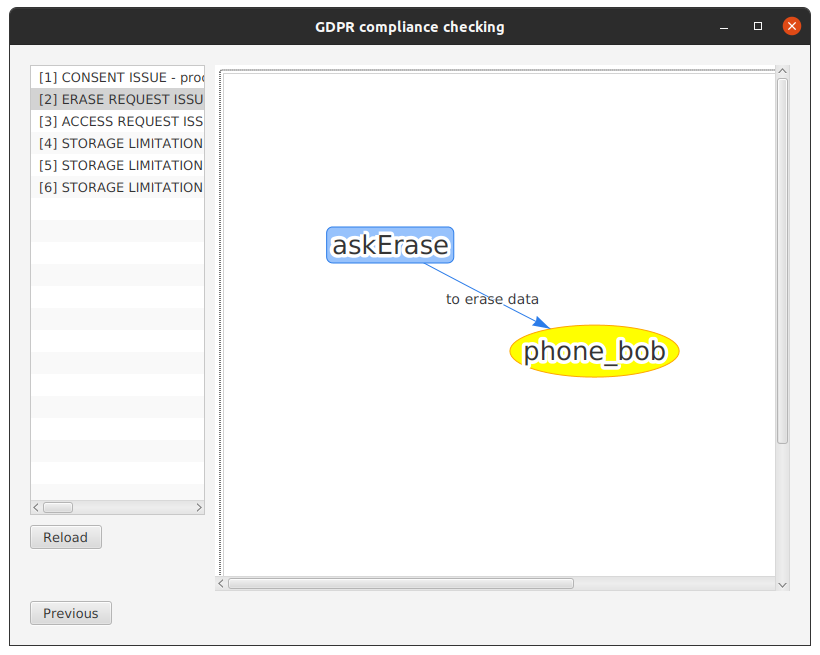 GDPR compliance checking
[1] CONSENT ISSUE - proc
[2] ERASE REQUEST ISSU
[3] ACCESS REQUEST ISS
[4] STORAGE LIMITATION
[5] STORAGE LIMITATION
[6] STORAGE LIMITATION
askErase
to erase data
phone_bob
Reload
Previous